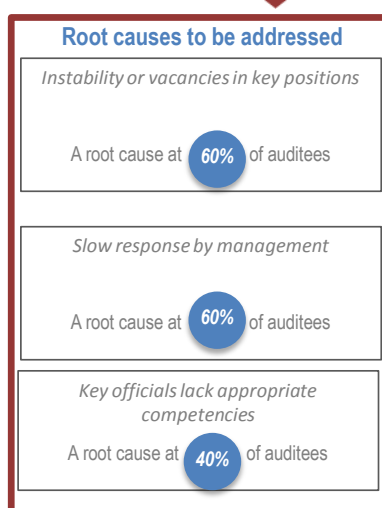 Root causes to be addressed
Instability or vacancies in key positions
A root cause at 60% of auditees
Slow response by management
A root cause at 60% of auditees
Key officials lack appropriate
competencies
A root cause at 40% of auditees